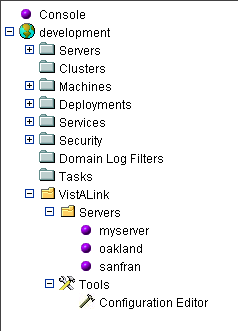 Console
development
Servers
Clusters
Machines
Deployments
Services
Security
Domain Log Filters
Tasks
VistALink
Servers
myserver
oakland
sanfran
Tools
Configuration Editor